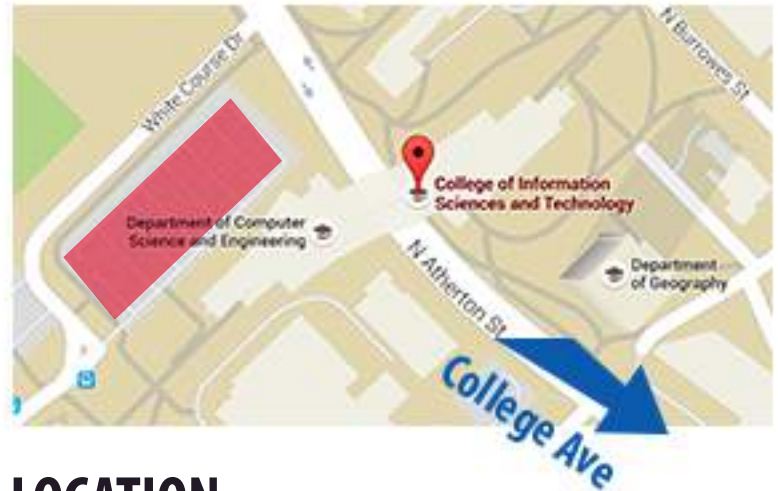 White Course Dr
N Burrowes St
College of Information
Sciences and Technology
Department of Computer
Science and Engineering
N Atherton St
Department
of Geography
College Ave
LOCATION